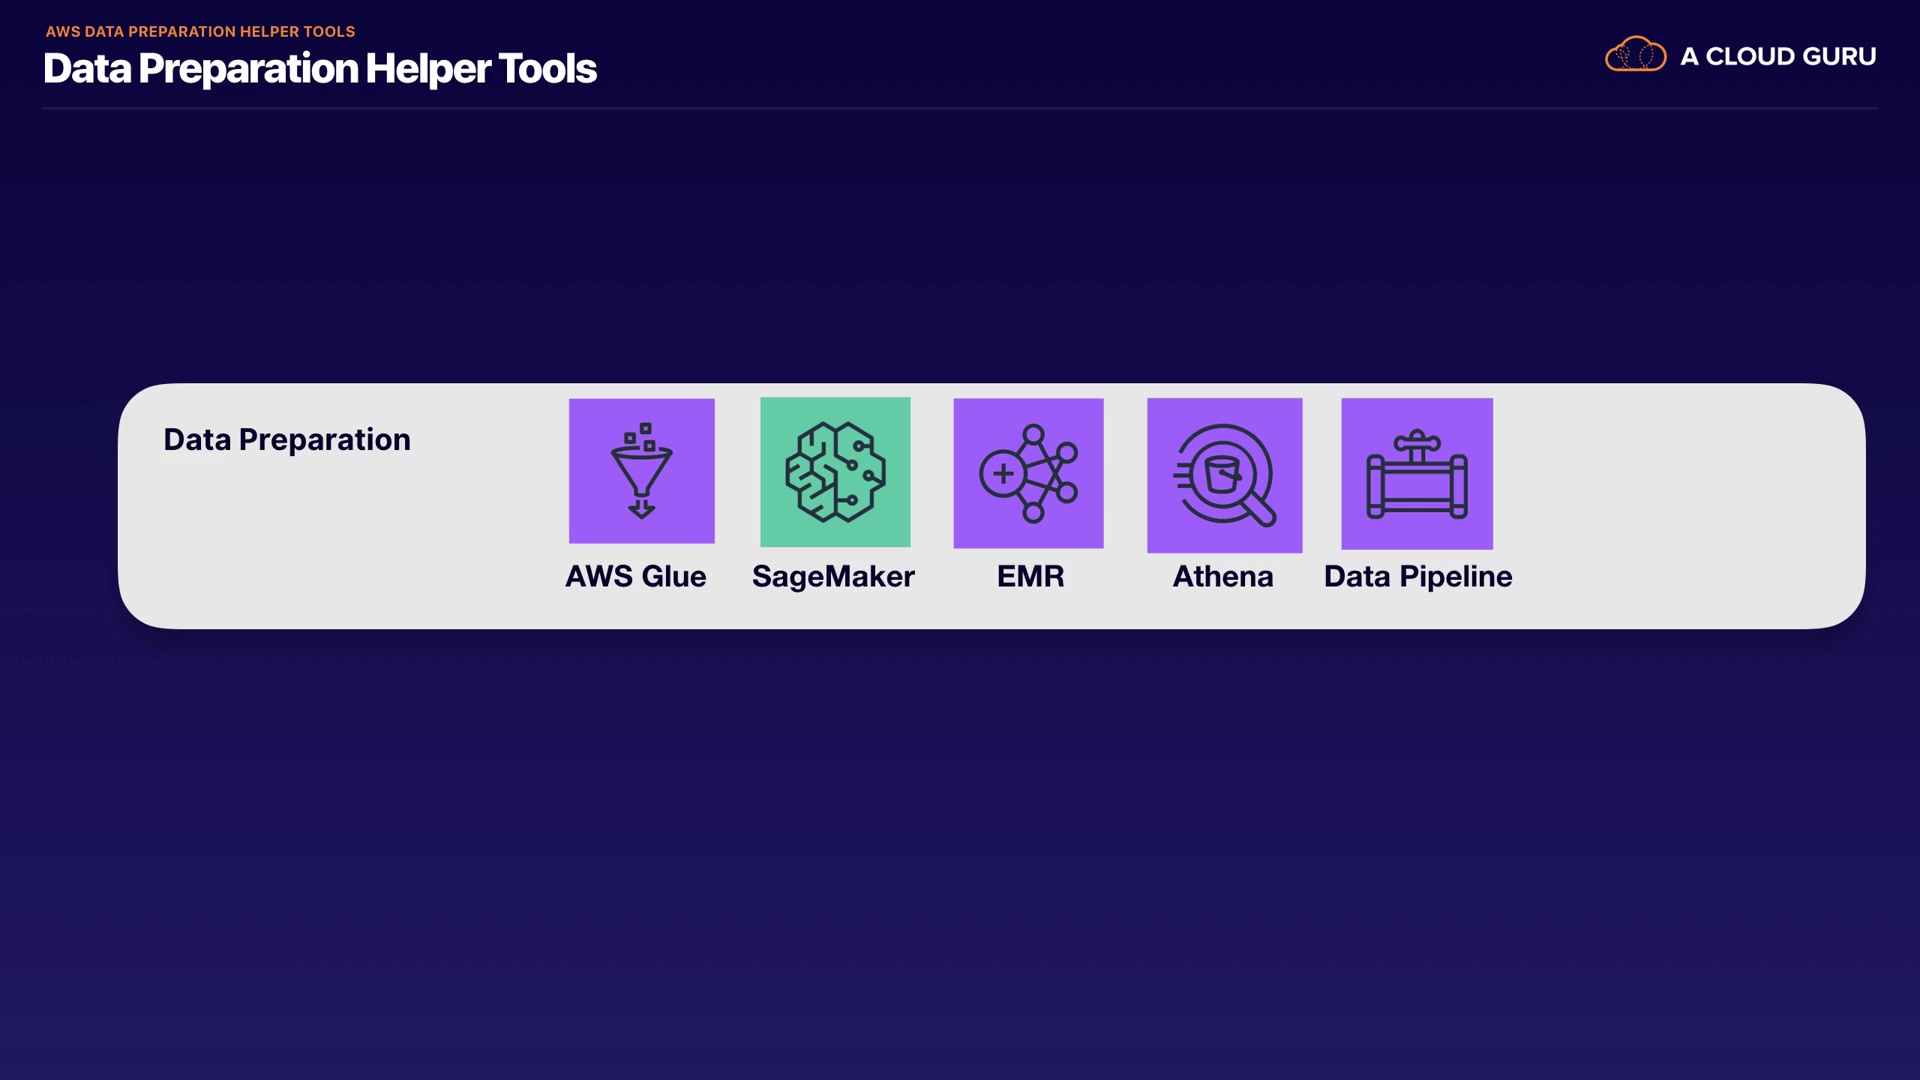 AWS DATA PREPARATION HELPER TOOLS
Data Preparation Helper Tools
A CLOUD GURU
Data Preparation
AWS Glue
SageMaker
EMR
Athena
Data Pipeline